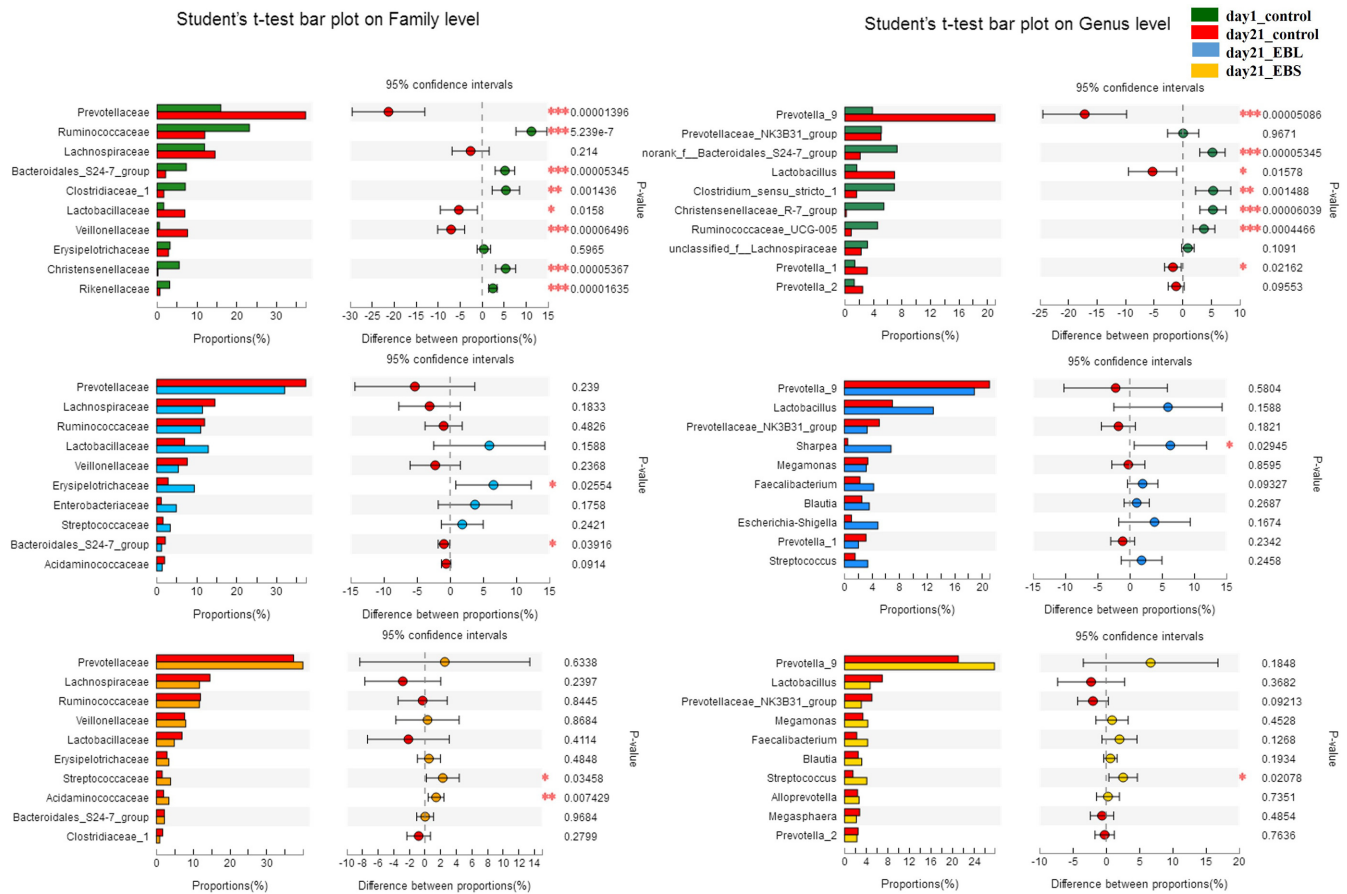 Student's t-test bar plot on Family level
Student's t-test bar plot on Genus level
day1_control
day21_control
day21_EBL
day21_EBS
95% confidence intervals
Prevotellaceae ***0.00001396
Ruminococcaceae ***5.239e-7
Lachnospiraceae 0.214
Bacteroidales_S24-7_group ***0.00005345
Clostridiaceae_1 **0.001436
Lactobacillaceae * 0.0158
Veillonellaceae ***0.00006496
Erysipelotrichaceae 0.5965
Christensenellaceae ***0.00005367
Rikenellaceae ***0.00001635
P-value
0 10 20 30
-30 -25 -20 -15 -10 -5 0 5 10 15
Proportions(%)
Difference between proportions(%)
95% confidence intervals
Prevotella_9 ***0.00005086
Prevotellaceae_NK3B31_group 0.9671
norank_f__Bacteroidales_S24-7_group ***0.00005345
Lactobacillus * 0.01578
Clostridium_sensu_stricto_1 ** 0.001488
Christensenellaceae_R-7_group ***0.00006039
Ruminococcaceae_UCG-005 ***0.0004466
unclassified_f__Lachnospiraceae 0.1091
Prevotella_1 * 0.02162
Prevotella_2 0.09553
P-value
0 4 8 12 16 21
-25 -20 -15 -10 -5 0 5 10
Proportions(%)
Difference between proportions(%)
95% confidence intervals
Prevotellaceae 0.239
Lachnospiraceae 0.1833
Ruminococcaceae 0.4826
Lactobacillaceae 0.1588
Veillonellaceae 0.2368
Erysipelotrichaceae * 0.02554
Enterobacteriaceae 0.1758
Streptococcaceae 0.2421
Bacteroidales_S24-7_group * 0.03916
Acidaminococcaceae 0.0914
P-value
0 10 20 30
-15 -10 -5 0 5 10 15
Proportions(%)
Difference between proportions(%)
95% confidence intervals
Prevotella_9 0.5804
Lactobacillus 0.1588
Prevotellaceae_NK3B31_group 0.1821
Sharpea * 0.02945
Megamonas 0.8595
Faecalibacterium 0.09327
Blautia 0.2687
Escherichia-Shigella 0.1674
Prevotella_1 0.2342
Streptococcus 0.2458
P-value
0 4 8 12 16 21
-15 -10 -5 0 5 10 15
Proportions(%)
Difference between proportions(%)
95% confidence intervals
Prevotellaceae 0.6338
Lachnospiraceae 0.2397
Ruminococcaceae 0.8445
Veillonellaceae 0.8684
Lactobacillaceae 0.4114
Erysipelotrichaceae 0.4848
Streptococcaceae * 0.03458
Acidaminococcaceae ** 0.007429
Bacteroidales_S24-7_group 0.9684
Clostridiaceae_1 0.2799
P-value
0 10 20 30
-10 -8 -6 -4 -2 0 2 4 6 8 10 12 14
Proportions(%)
Difference between proportions(%)
95% confidence intervals
Prevotella_9 0.1848
Lactobacillus 0.3682
Prevotellaceae_NK3B31_group 0.09213
Megamonas 0.4528
Faecalibacterium 0.1268
Blautia 0.1934
Streptococcus * 0.02078
Alloprevotella 0.7351
Megasphaera 0.4854
Prevotella_2 0.7636
P-value
0 4 8 12 16 20 24
-10 -5 0 5 10 15 20
Proportions(%)
Difference between proportions(%)